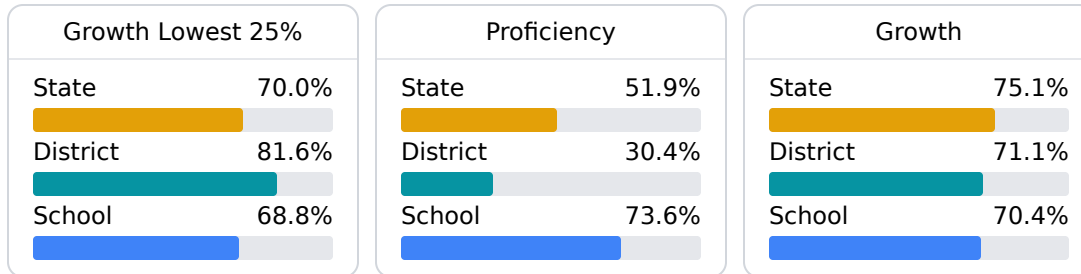 Growth Lowest 25%
State 70.0%
District 81.6%
School 68.8%
Proficiency
State 51.9%
District 30.4%
School 73.6%
Growth
State 75.1%
District 71.1%
School 70.4%